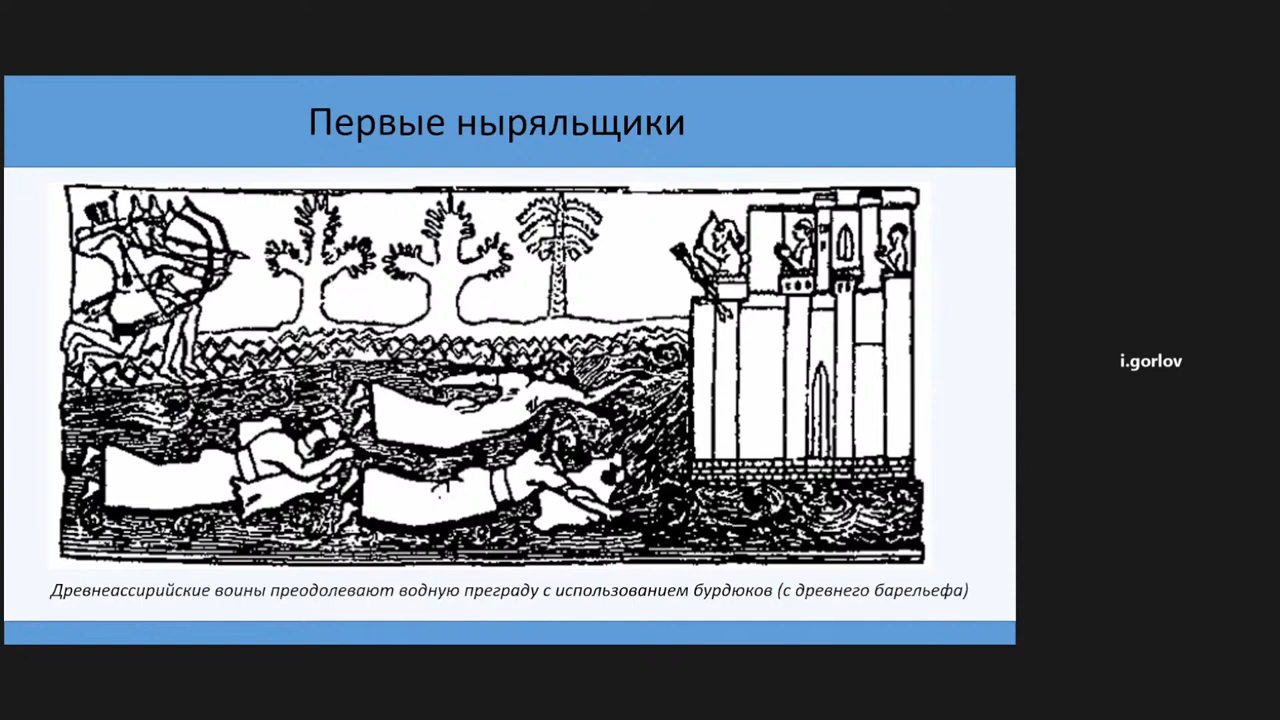 Первые ныряльщики
i.gorlov
Древнеассирийские воины преодолевают водную преграду с использованием бурдюков (с древнего барельефа)